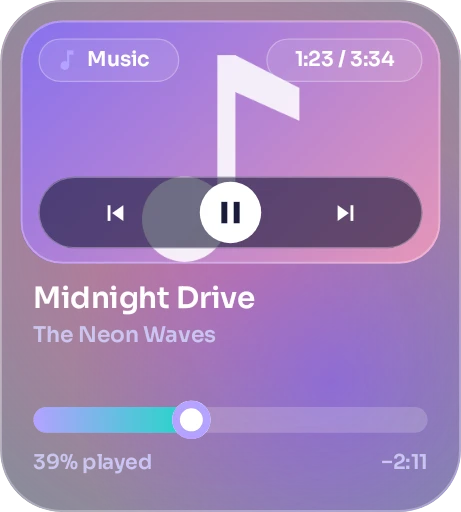 Music
1:23 / 3:34
Midnight Drive
The Neon Waves
39% played
−2:11